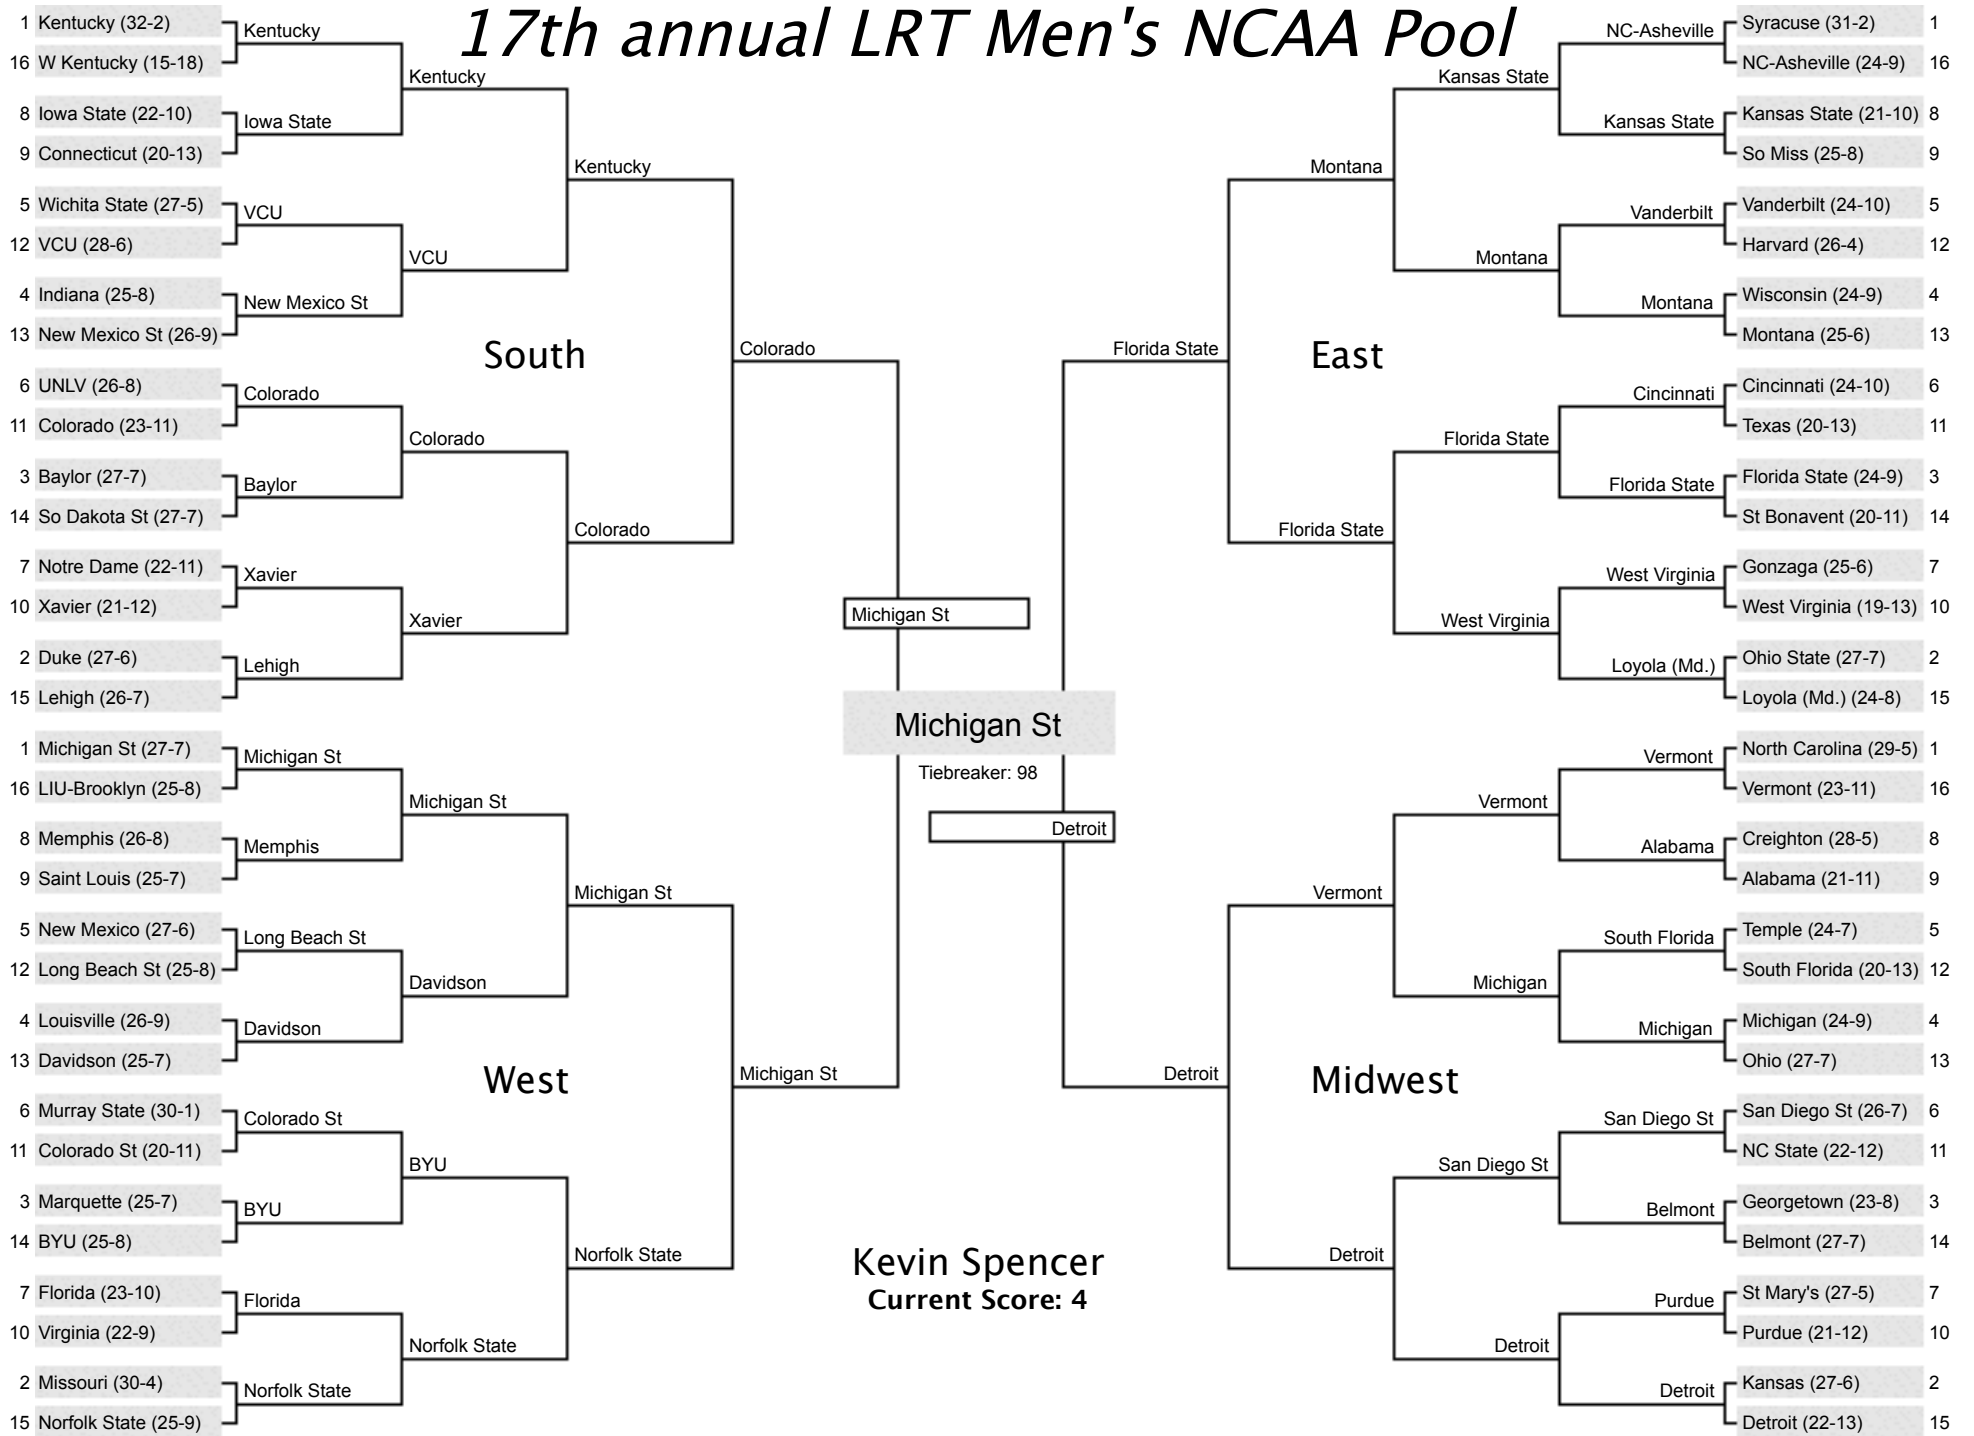 17th annual LRT Men's NCAA Pool
1 Kentucky (32-2)
16 W Kentucky (15-18)
8 Iowa State (22-10)
9 Connecticut (20-13)
5 Wichita State (27-5)
12 VCU (28-6)
4 Indiana (25-8)
13 New Mexico St (26-9)
6 UNLV (26-8)
11 Colorado (23-11)
3 Baylor (27-7)
14 So Dakota St (27-7)
7 Notre Dame (22-11)
10 Xavier (21-12)
2 Duke (27-6)
15 Lehigh (26-7)
Kentucky
Iowa State
VCU
New Mexico St
Colorado
Baylor
Xavier
Lehigh
Kentucky
VCU
Colorado
Xavier
Kentucky
Colorado
South
Colorado
1 Michigan St (27-7)
16 LIU-Brooklyn (25-8)
8 Memphis (26-8)
9 Saint Louis (25-7)
5 New Mexico (27-6)
12 Long Beach St (25-8)
4 Louisville (26-9)
13 Davidson (25-7)
6 Murray State (30-1)
11 Colorado St (20-11)
3 Marquette (25-7)
14 BYU (25-8)
7 Florida (23-10)
10 Virginia (22-9)
2 Missouri (30-4)
15 Norfolk State (25-9)
Michigan St
Memphis
Long Beach St
Davidson
Colorado St
BYU
Florida
Norfolk State
Michigan St
Davidson
BYU
Norfolk State
Michigan St
Norfolk State
West
Michigan St
Michigan St
Michigan St
Tiebreaker: 98
Detroit
Kevin Spencer
Current Score: 4
Florida State
East
Montana
Florida State
Kansas State
Montana
Florida State
West Virginia
NC-Asheville
Kansas State
Vanderbilt
Montana
Cincinnati
Florida State
West Virginia
Loyola (Md.)
Syracuse (31-2) 1
NC-Asheville (24-9) 16
Kansas State (21-10) 8
So Miss (25-8) 9
Vanderbilt (24-10) 5
Harvard (26-4) 12
Wisconsin (24-9) 4
Montana (25-6) 13
Cincinnati (24-10) 6
Texas (20-13) 11
Florida State (24-9) 3
St Bonavent (20-11) 14
Gonzaga (25-6) 7
West Virginia (19-13) 10
Ohio State (27-7) 2
Loyola (Md.) (24-8) 15
Detroit
Midwest
Vermont
Detroit
Vermont
Michigan
San Diego St
Detroit
Vermont
Alabama
South Florida
Michigan
San Diego St
Belmont
Purdue
Detroit
North Carolina (29-5) 1
Vermont (23-11) 16
Creighton (28-5) 8
Alabama (21-11) 9
Temple (24-7) 5
South Florida (20-13) 12
Michigan (24-9) 4
Ohio (27-7) 13
San Diego St (26-7) 6
NC State (22-12) 11
Georgetown (23-8) 3
Belmont (27-7) 14
St Mary's (27-5) 7
Purdue (21-12) 10
Kansas (27-6) 2
Detroit (22-13) 15